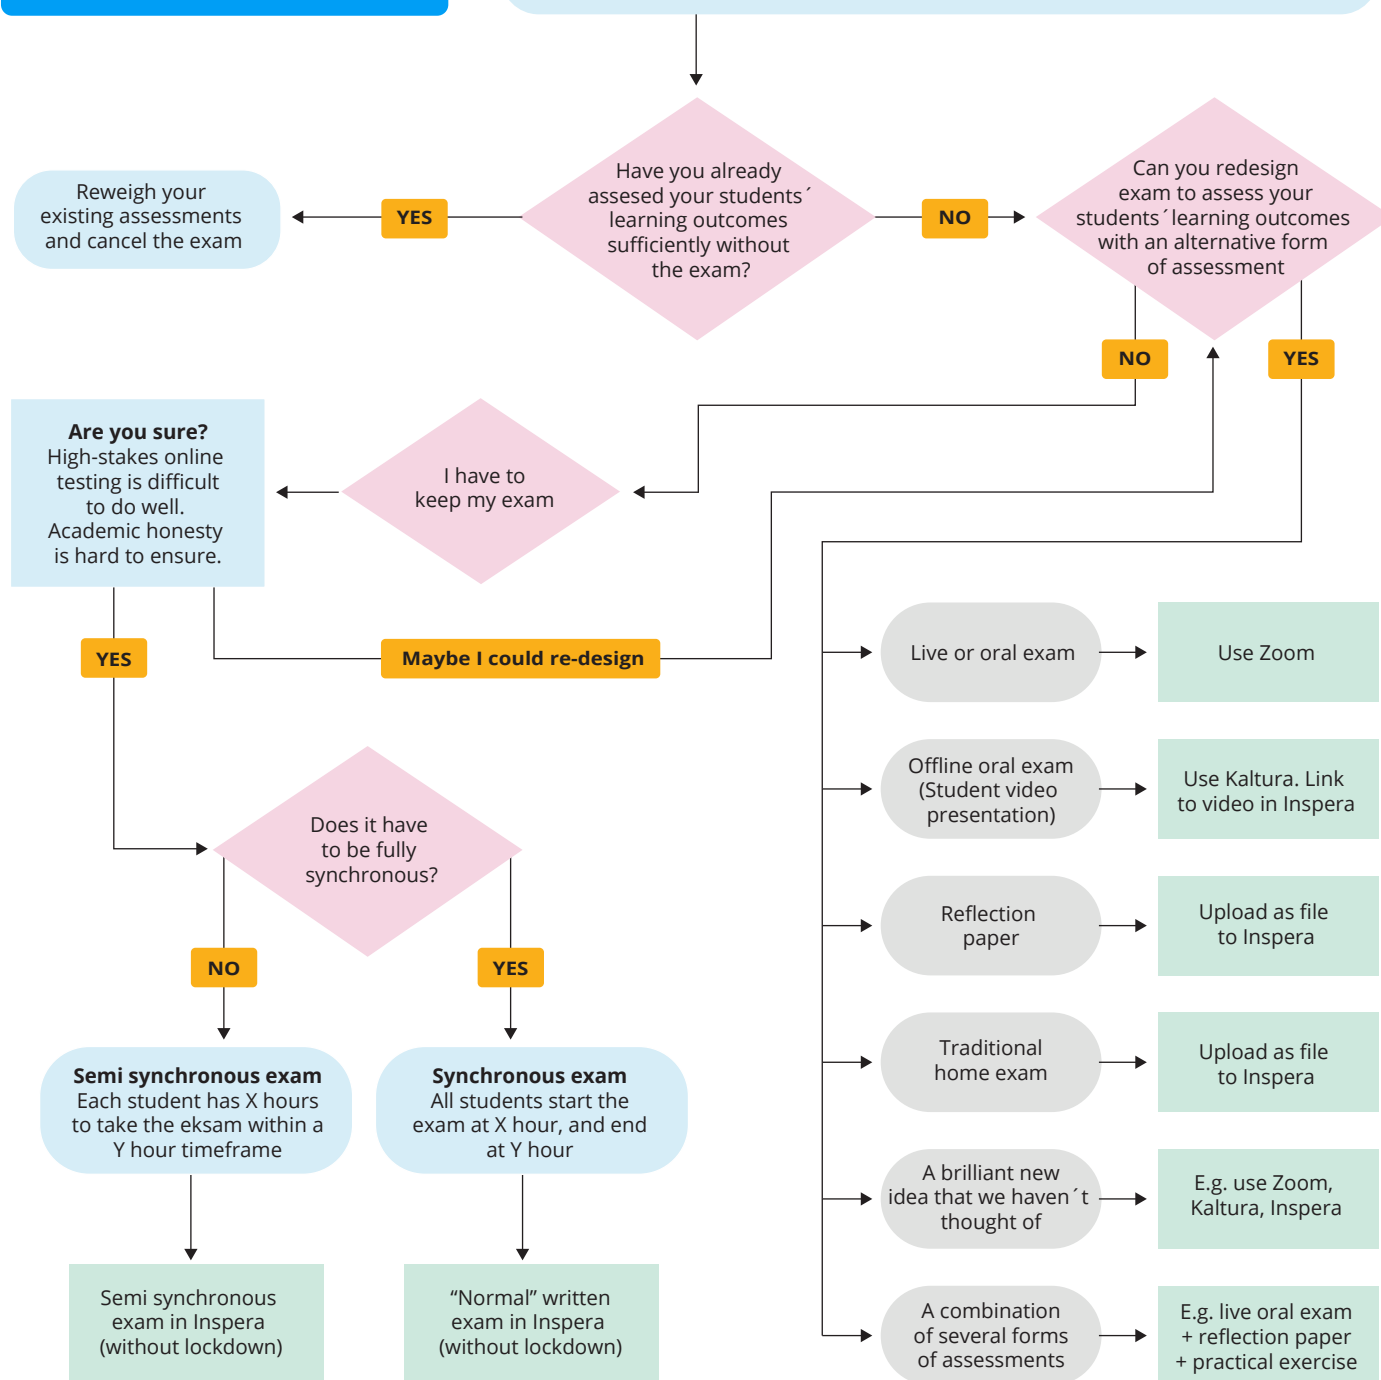 Have you already
assesed your students´
learning outcomes
sufficiently without
the exam?
YES
Reweigh your
existing assessments
and cancel the exam
NO
Can you redesign
exam to assess your
students´learning outcomes
with an alternative form
of assessment
NO
YES
I have to
keep my exam
Are you sure?
High-stakes online
testing is difficult
to do well.
Academic honesty
is hard to ensure.
YES
Maybe I could re-design
Does it have
to be fully
synchronous?
NO
YES
Semi synchronous exam
Each student has X hours
to take the eksam within a
Y hour timeframe
Synchronous exam
All students start the
exam at X hour, and end
at Y hour
Semi synchronous
exam in Inspera
(without lockdown)
“Normal” written
exam in Inspera
(without lockdown)
Live or oral exam
Use Zoom
Offline oral exam
(Student video
presentation)
Use Kaltura. Link
to video in Inspera
Reflection
paper
Upload as file
to Inspera
Traditional
home exam
Upload as file
to Inspera
A brilliant new
idea that we haven´t
thought of
E.g. use Zoom,
Kaltura, Inspera
A combination
of several forms
of assessments
E.g. live oral exam
+ reflection paper
+ practical exercise